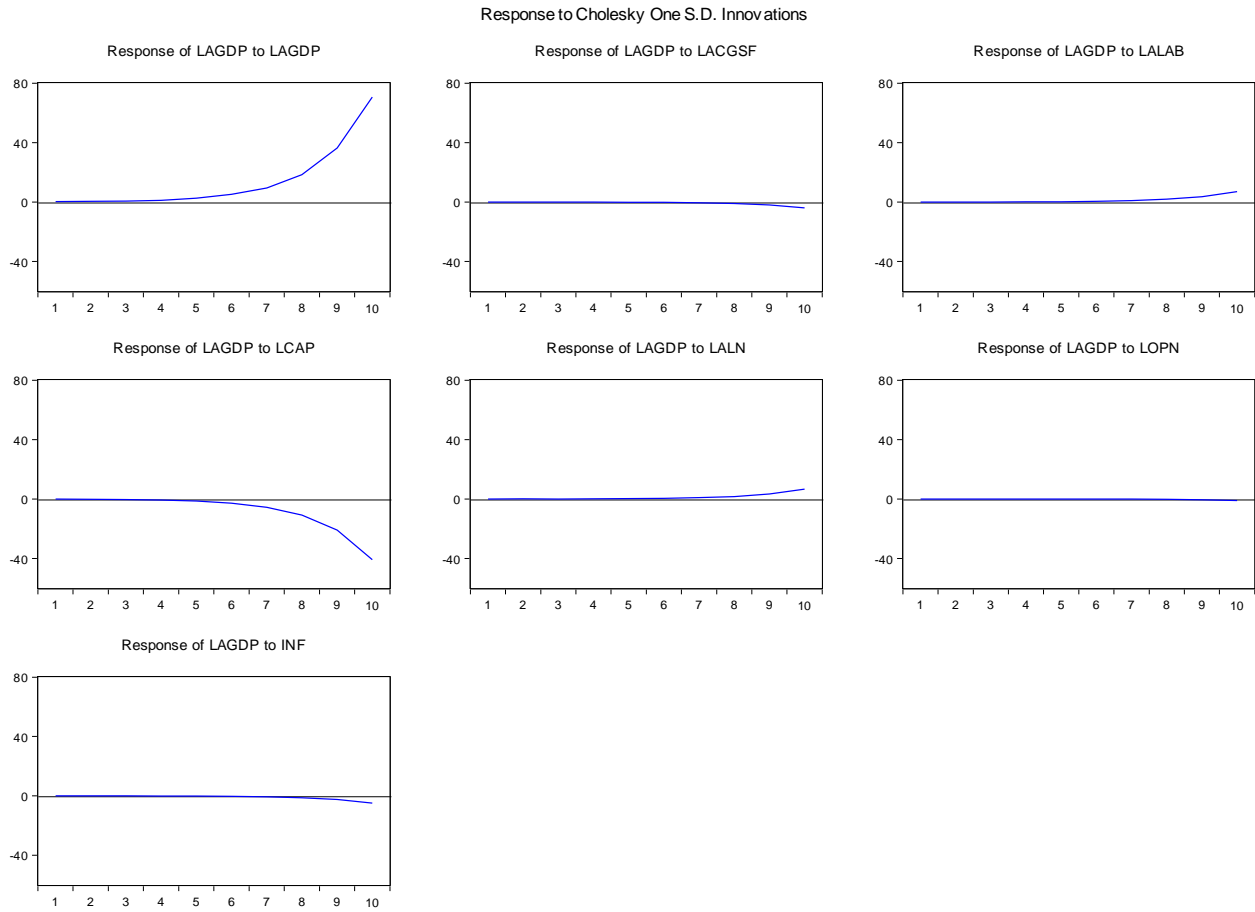 Response to Cholesky One S.D. Innovations
Response of LAGDP to LAGDP
80
40
0
-40
1 2 3 4 5 6 7 8 9 10
Response of LAGDP to LACGSF
80
40
0
-40
1 2 3 4 5 6 7 8 9 10
Response of LAGDP to LALAB
80
40
0
-40
1 2 3 4 5 6 7 8 9 10
Response of LAGDP to LCAP
80
40
0
-40
1 2 3 4 5 6 7 8 9 10
Response of LAGDP to LALN
80
40
0
-40
1 2 3 4 5 6 7 8 9 10
Response of LAGDP to LOPN
80
40
0
-40
1 2 3 4 5 6 7 8 9 10
Response of LAGDP to INF
80
40
0
-40
1 2 3 4 5 6 7 8 9 10